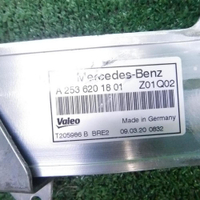 Mercedes-Benz
A 253 620 18 01 Z01Q02
Valeo Made in Germany
T205986 B BRE2 09.03.20 0832